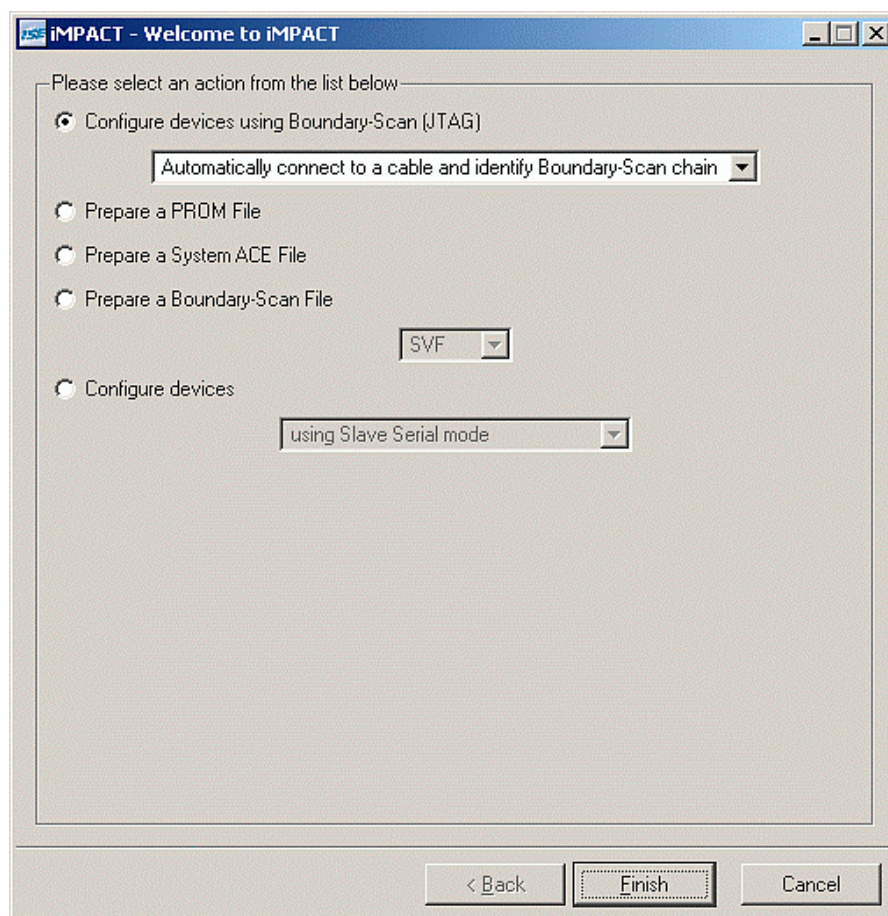 ISE iMPACT - Welcome to iMPACT
Please select an action from the list below
Configure devices using Boundary-Scan (JTAG)
Automatically connect to a cable and identify Boundary-Scan chain
Prepare a PROM File
Prepare a System ACE File
Prepare a Boundary-Scan File
SVF
Configure devices
using Slave Serial mode
< Back Finish Cancel